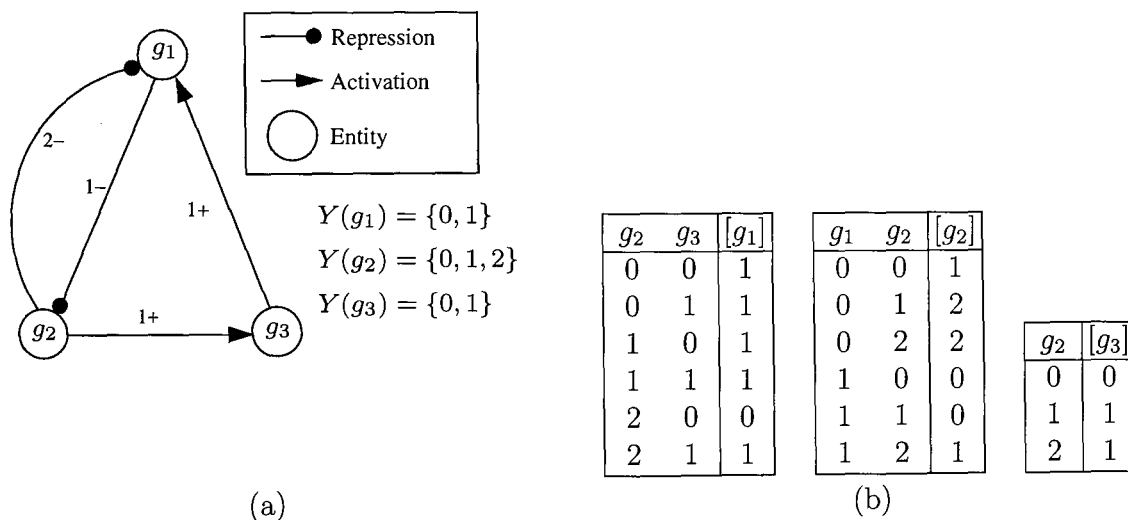 g₁
Repression
Activation
Entity
2–
1–
1+
Y(g₁) = {0, 1}
Y(g₂) = {0, 1, 2}
Y(g₃) = {0, 1}
g₂
1+
g₃
(a)
g₂ g₃ [g₁]
0 0 1
0 1 1
1 0 1
1 1 1
2 0 0
2 1 1
g₁ g₂ [g₂]
0 0 1
0 1 2
0 2 2
1 0 0
1 1 0
1 2 1
g₂ [g₃]
0 0
1 1
2 1
(b)